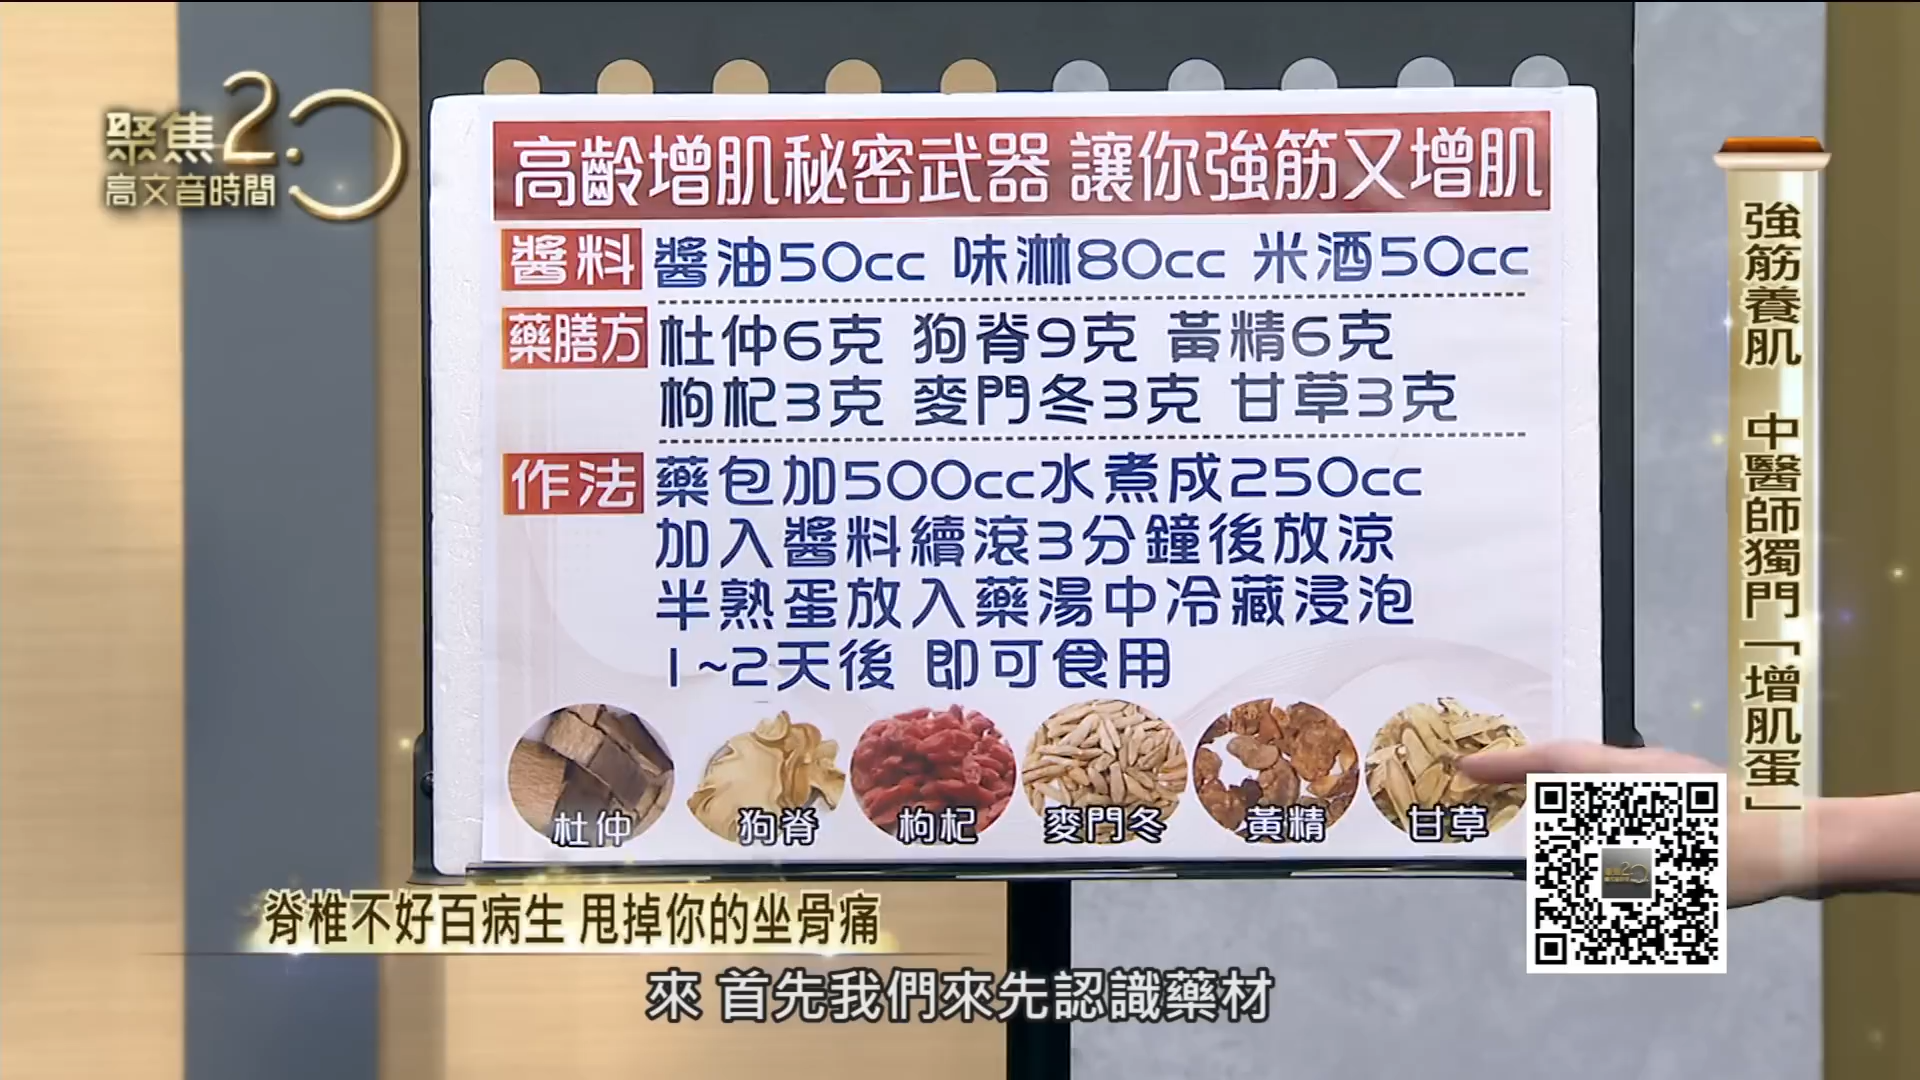 聚焦2.0
高文音時間
高齡增肌秘密武器 讓你強筋又增肌
醬料 醬油50cc 味淋80cc 米酒50cc
藥膳方 杜仲6克 狗脊9克 黃精6克
枸杞3克 麥門冬3克 甘草3克
作法 藥包加500cc水煮成250cc
加入醬料續滾3分鐘後放涼
半熟蛋放入藥湯中冷藏浸泡
1~2天後 即可食用
杜仲 狗脊 枸杞 麥門冬 黃精 甘草
強筋養肌 中醫師獨門「增肌蛋」
脊椎不好百病生 甩掉你的坐骨痛
來 首先我們來先認識藥材